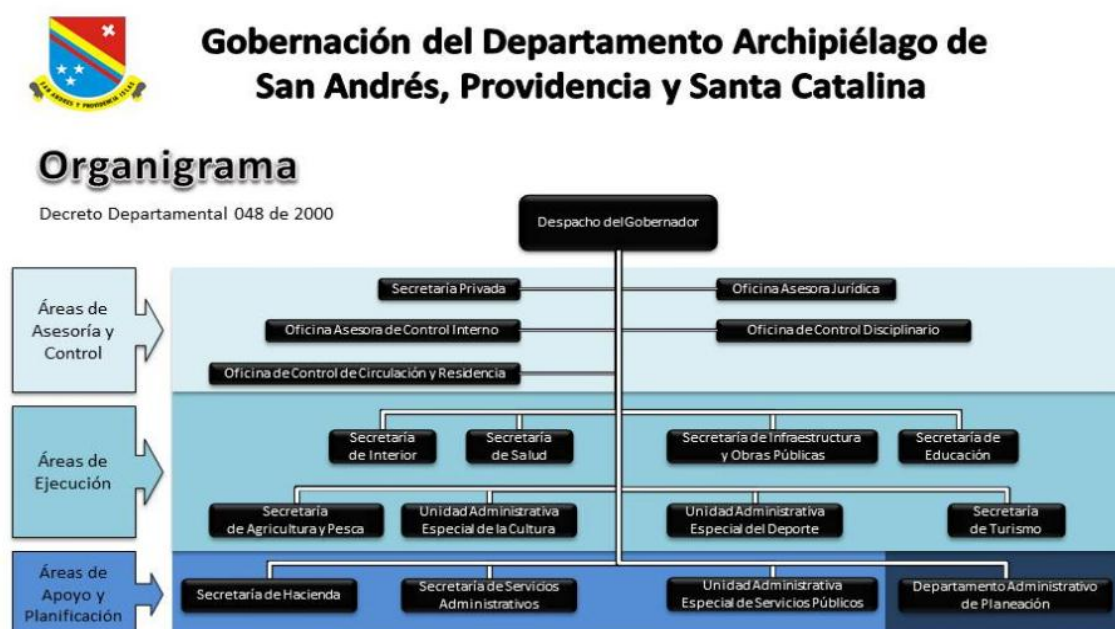 Gobernación del Departamento Archipiélago de
San Andrés, Providencia y Santa Catalina
SAN ANDRES Y PROVIDENCIA ISLAS
Organigrama
Decreto Departamental 048 de 2000
Despacho del Gobernador
Áreas de
Asesoría y
Control
Secretaría Privada
Oficina Asesora Jurídica
Oficina Asesora de Control Interno
Oficina de Control Disciplinario
Oficina de Control de Circulación y Residencia
Áreas de
Ejecución
Secretaría
de Interior
Secretaría
de Salud
Secretaría de Infraestructura
y Obras Públicas
Secretaría de
Educación
Secretaría
de Agricultura y Pesca
Unidad Administrativa
Especial de la Cultura
Unidad Administrativa
Especial del Deporte
Secretaría
de Turismo
Áreas de
Apoyo y
Planificación
Secretaría de Hacienda
Secretaría de Servicios
Administrativos
Unidad Administrativa
Especial de Servicios Públicos
Departamento Administrativo
de Planeación